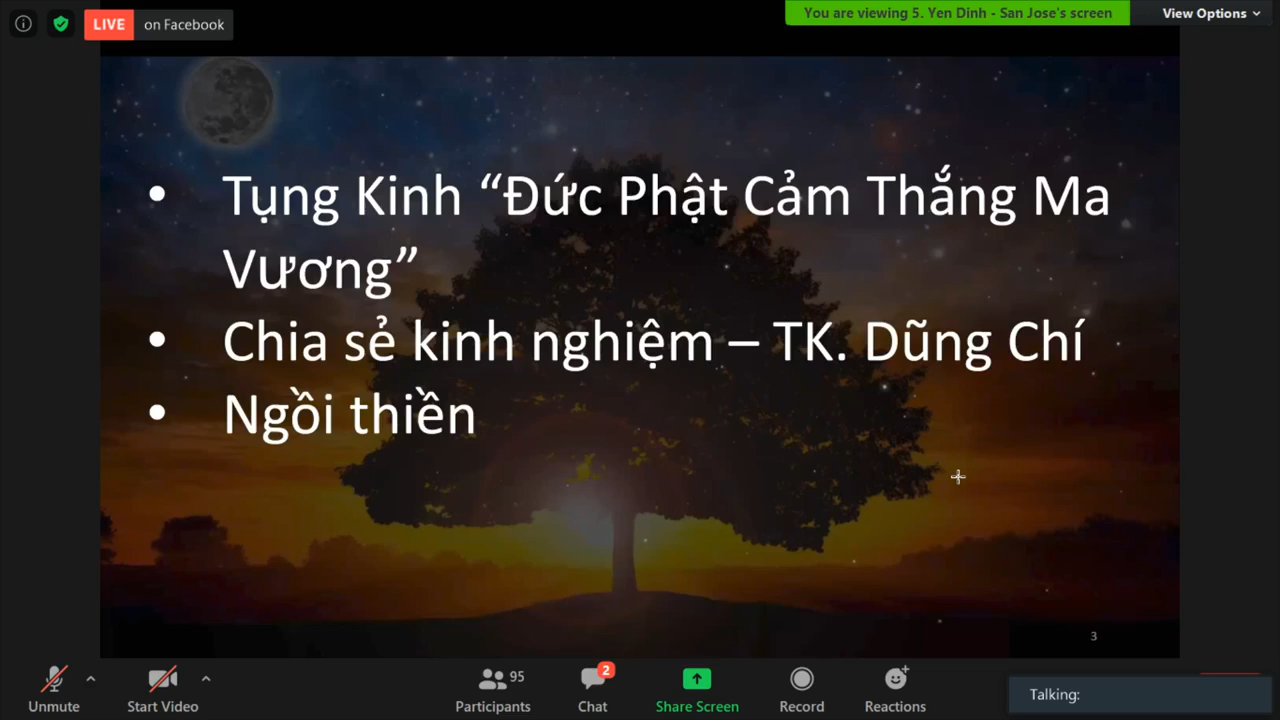 LIVE on Facebook
You are viewing 5. Yen Dinh - San Jose's screen
View Options
• Tụng Kinh “Đức Phật Cảm Thắng Ma
Vương”
• Chia sẻ kinh nghiệm – TK. Dũng Chí
• Ngồi thiền
3
Unmute
Start Video
95
Participants
2
Chat
Share Screen
Record
Reactions
Talking: